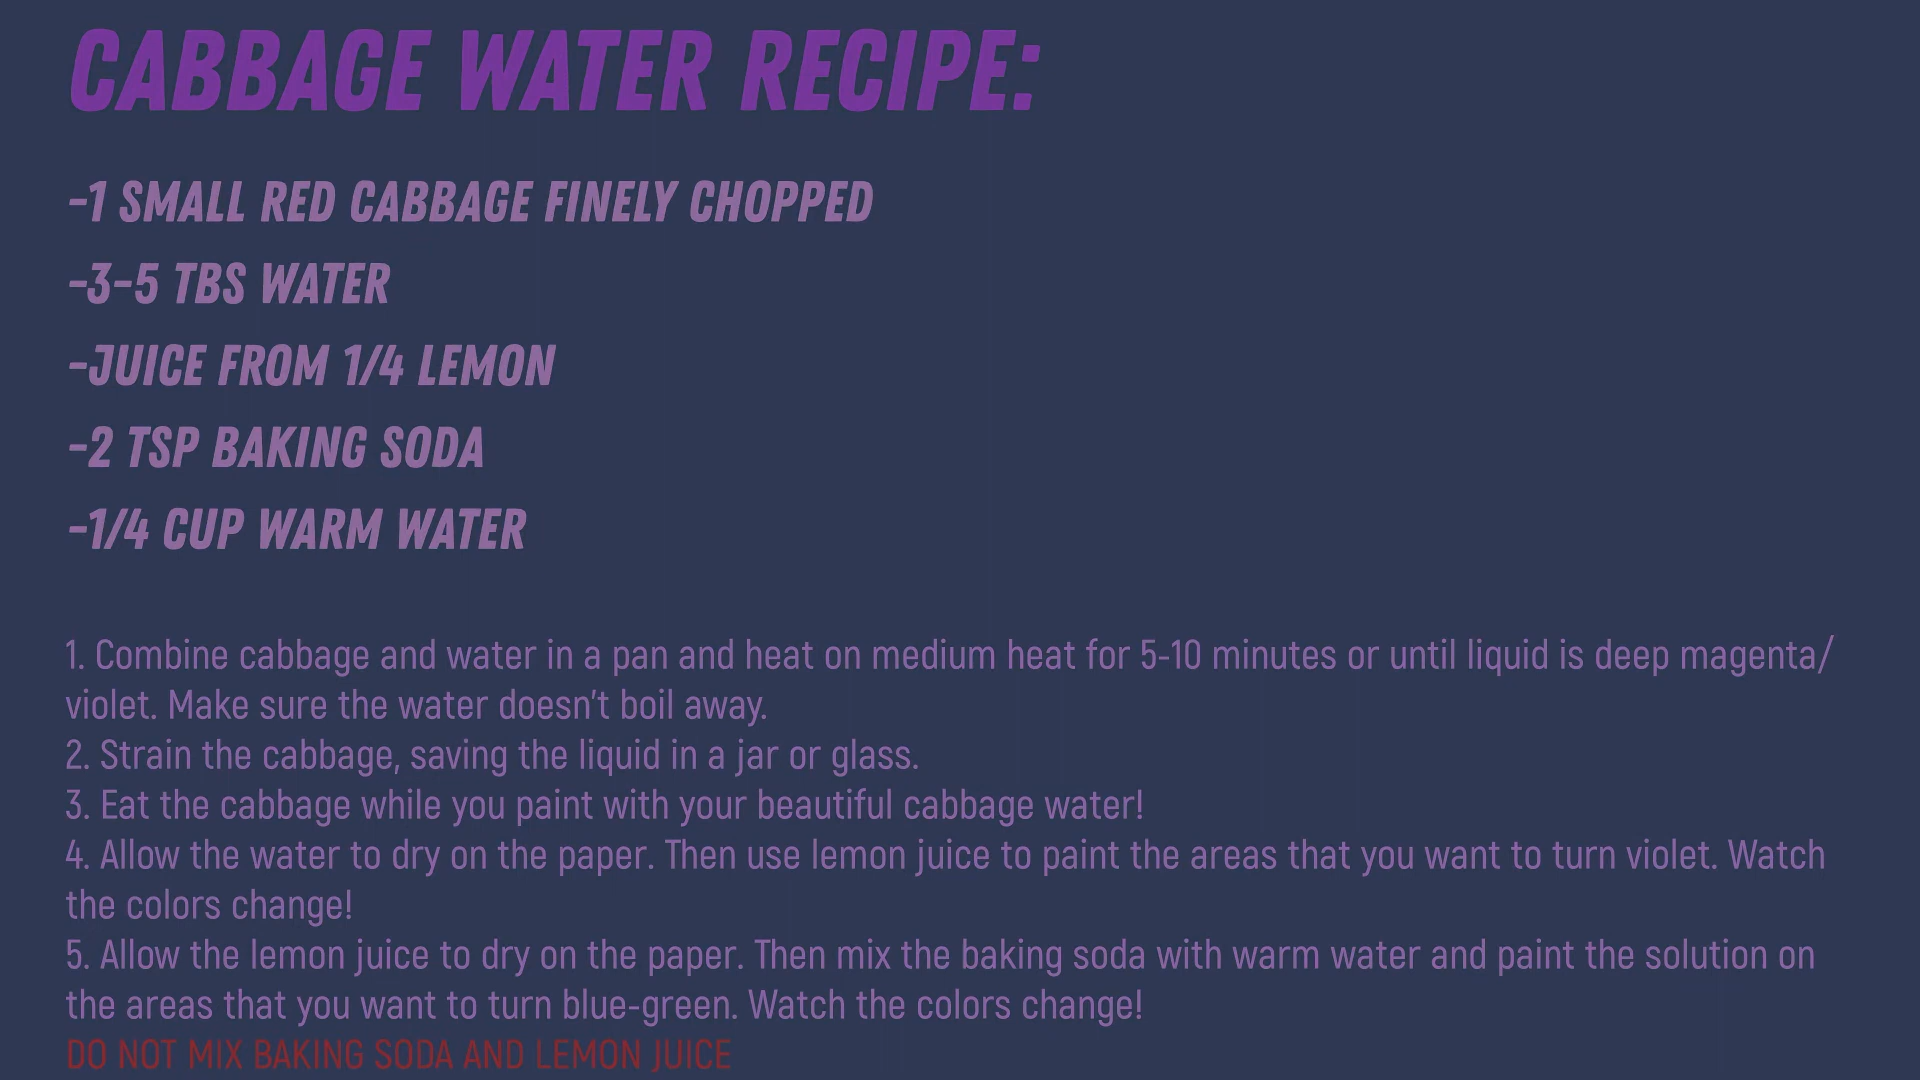 CABBAGE WATER RECIPE:
-1 SMALL RED CABBAGE FINELY CHOPPED
-3-5 TBS WATER
-JUICE FROM 1/4 LEMON
-2 TSP BAKING SODA
-1/4 CUP WARM WATER
1. Combine cabbage and water in a pan and heat on medium heat for 5-10 minutes or until liquid is deep magenta/
violet. Make sure the water doesn't boil away.
2. Strain the cabbage, saving the liquid in a jar or glass.
3. Eat the cabbage while you paint with your beautiful cabbage water!
4. Allow the water to dry on the paper. Then use lemon juice to paint the areas that you want to turn violet. Watch
the colors change!
5. Allow the lemon juice to dry on the paper. Then mix the baking soda with warm water and paint the solution on
the areas that you want to turn blue-green. Watch the colors change!
DO NOT MIX BAKING SODA AND LEMON JUICE